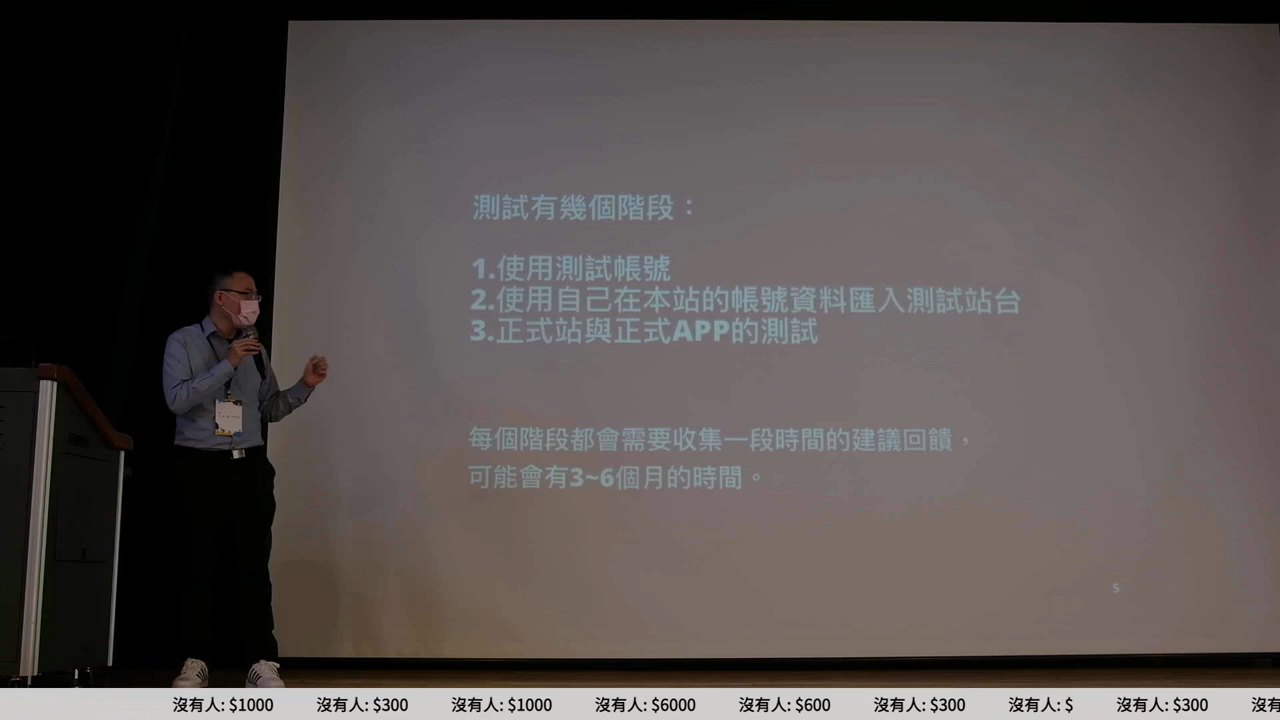 測試有幾個階段：
1.使用測試帳號
2.使用自己在本站的帳號資料匯入測試站台
3.正式站與正式APP的測試
每個階段都會需要收集一段時間的建議回饋，
可能會有3~6個月的時間。
5
沒有人: $1000 沒有人: $300 沒有人: $1000 沒有人: $6000 沒有人: $600 沒有人: $300 沒有人: $ 沒有人: $300 沒有